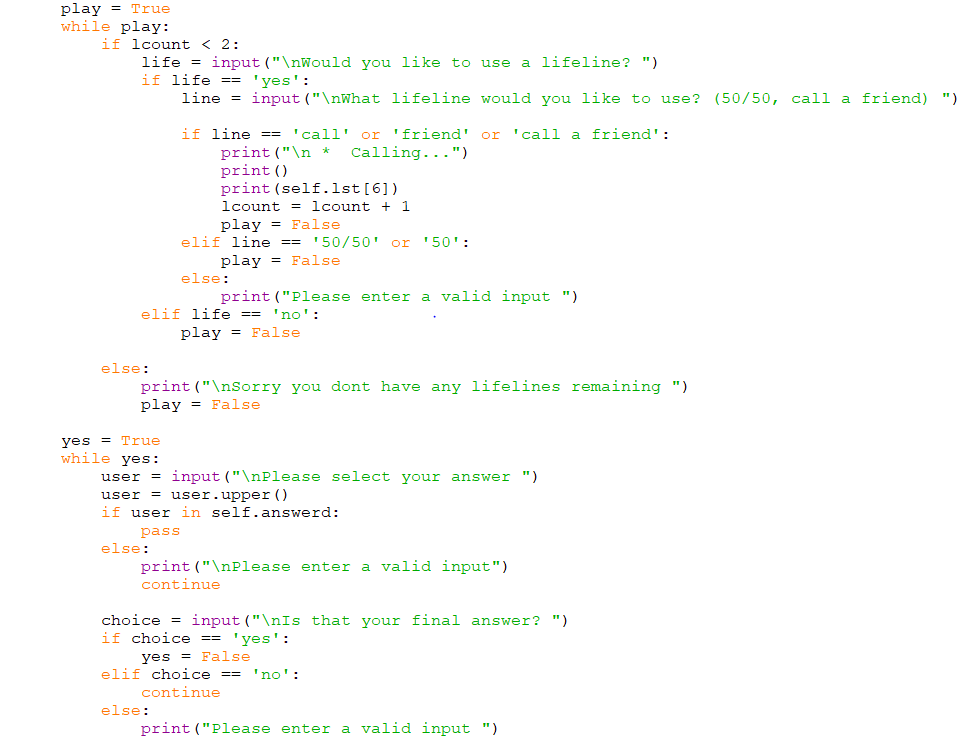 play = True
while play:
    if lcount < 2:
        life = input("\nWould you like to use a lifeline? ")
        if life == 'yes':
            line = input("\nWhat lifeline would you like to use? (50/50, call a friend) ")

            if line == 'call' or 'friend' or 'call a friend':
                print("\n *  Calling...")
                print()
                print(self.lst[6])
                lcount = lcount + 1
                play = False
            elif line == '50/50' or '50':
                play = False
            else:
                print("Please enter a valid input ")
        elif life == 'no':
            play = False

    else:
        print("\nSorry you dont have any lifelines remaining ")
        play = False

yes = True
while yes:
    user = input("\nPlease select your answer ")
    user = user.upper()
    if user in self.answerd:
        pass
    else:
        print("\nPlease enter a valid input")
        continue

    choice = input("\nIs that your final answer? ")
    if choice == 'yes':
        yes = False
    elif choice == 'no':
        continue
    else:
        print("Please enter a valid input ")